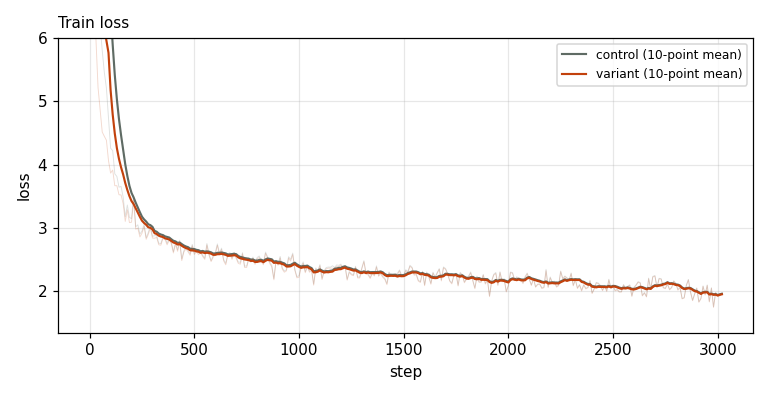 Train loss
control (10-point mean)
variant (10-point mean)
6
5
4
3
2
loss
0 500 1000 1500 2000 2500 3000
step